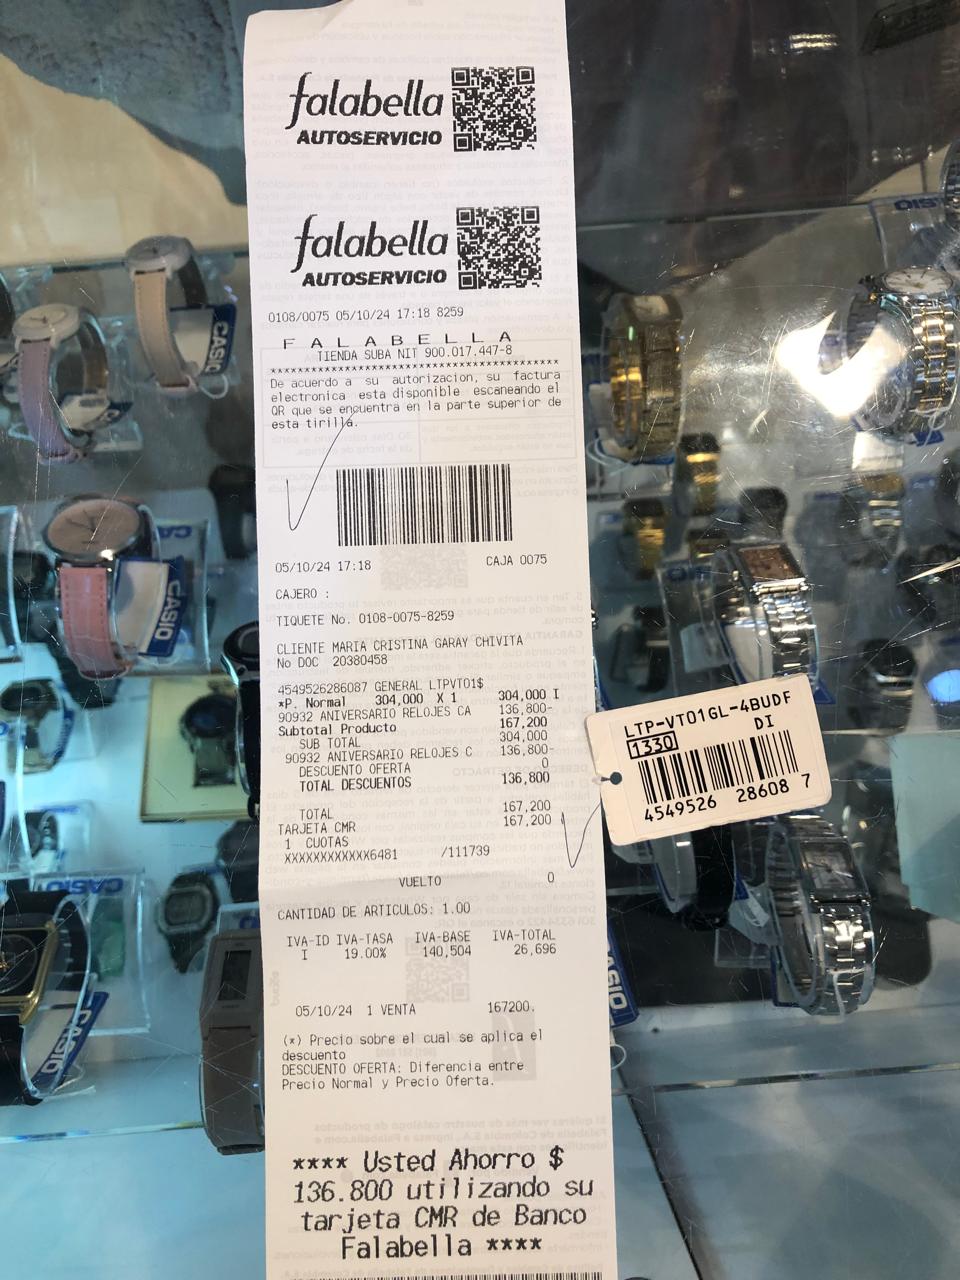 falabella
AUTOSERVICIO
falabella
AUTOSERVICIO
0108/0075 05/10/24 17:18 8259
F A L A B E L L A
TIENDA SUBA NIT 900.017.447-8
******************************************
De acuerdo a su autorizacion, su factura
electronica esta disponible escaneando el
QR que se encuentra en la parte superior de
esta tirilla.
05/10/24 17:18 CAJA 0075
CAJERO :
TIQUETE No. 0108-0075-8259
CLIENTE MARIA CRISTINA GARAY CHIVITA
No DOC 20380458
4549526286087 GENERAL LTPVT01$
*P. Normal 304,000 X 1 304,000 I
90932 ANIVERSARIO RELOJES CA 136,800-
Subtotal Producto 167,200
SUB TOTAL 304,000
90932 ANIVERSARIO RELOJES C 136,800-
DESCUENTO OFERTA 0
TOTAL DESCUENTOS 136,800
TOTAL 167,200
TARJETA CMR 167,200
1 CUOTAS
XXXXXXXXXXXX6481 /111739
VUELTO 0
CANTIDAD DE ARTICULOS: 1.00
IVA-ID IVA-TASA IVA-BASE IVA-TOTAL
I 19.00% 140,504 26,696
05/10/24 1 VENTA 167200.
(*) Precio sobre el cual se aplica el
descuento
DESCUENTO OFERTA: Diferencia entre
Precio Normal y Precio Oferta.
**** Usted Ahorro $
136.800 utilizando su
tarjeta CMR de Banco
Falabella ****
LTP-VT01GL-4BUDF
1330 DI
4549526 28608 7
CASIO
CASIO
CASIO
CASIO
CASIO
CASIO